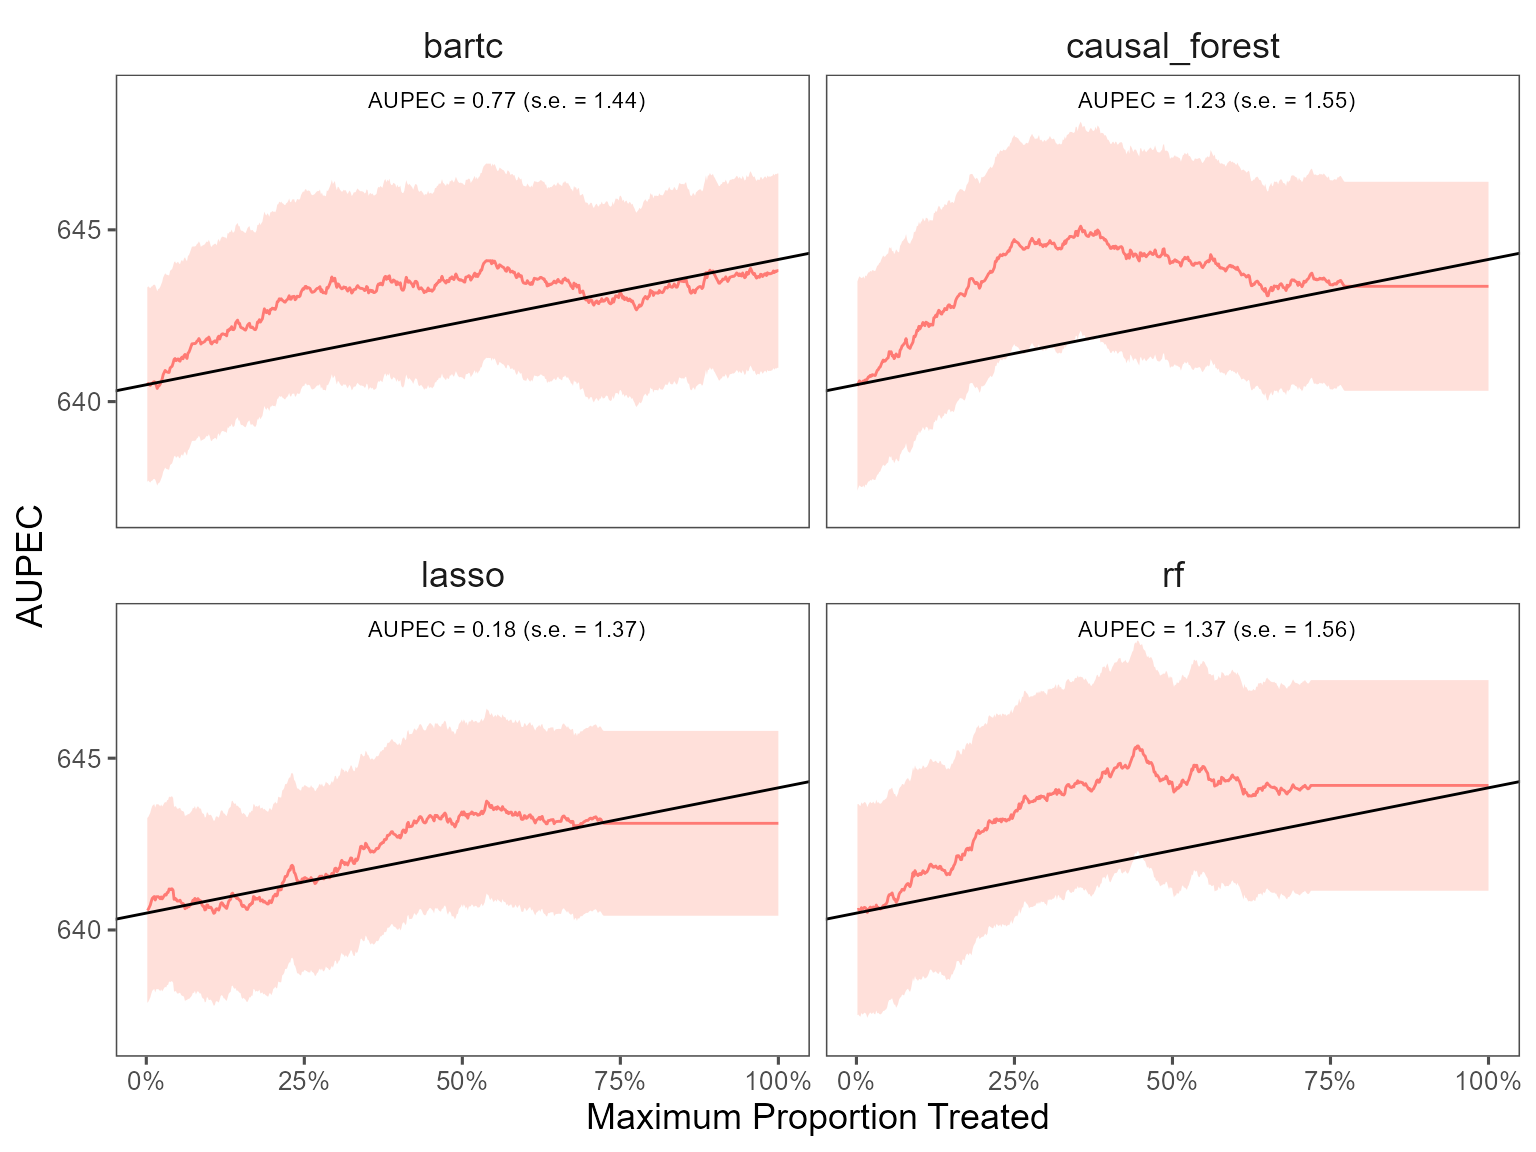 bartc
causal_forest
AUPEC = 0.77 (s.e. = 1.44)
AUPEC = 1.23 (s.e. = 1.55)
645
640
lasso
rf
AUPEC = 0.18 (s.e. = 1.37)
AUPEC = 1.37 (s.e. = 1.56)
645
640
AUPEC
0% 25% 50% 75% 100%
0% 25% 50% 75% 100%
Maximum Proportion Treated